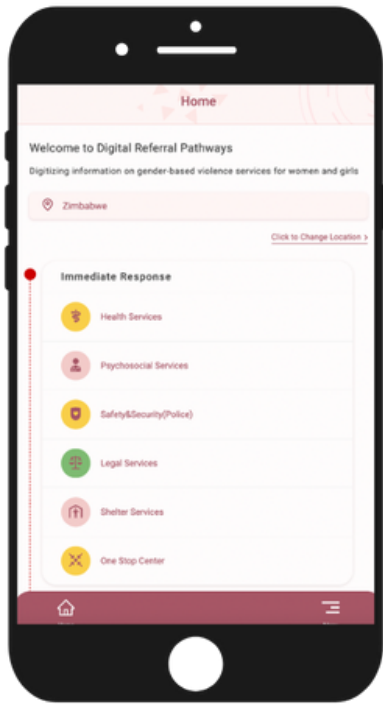 Home
Welcome to Digital Referral Pathways
Digitizing information on gender-based violence services for women and girls
Zimbabwe
Click to Change Location >
Immediate Response
Health Services
Psychosocial Services
Safety&Security(Police)
Legal Services
Shelter Services
One Stop Center